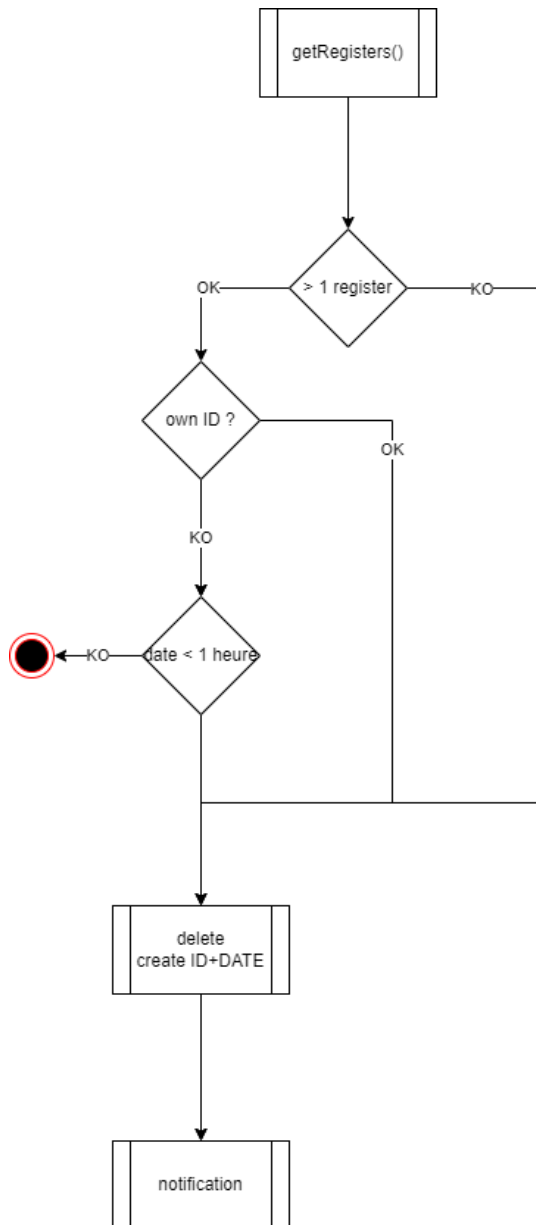 getRegisters()
> 1 register
OK
KO
own ID ?
OK
KO
date < 1 heure
KO
delete
create ID+DATE
notification